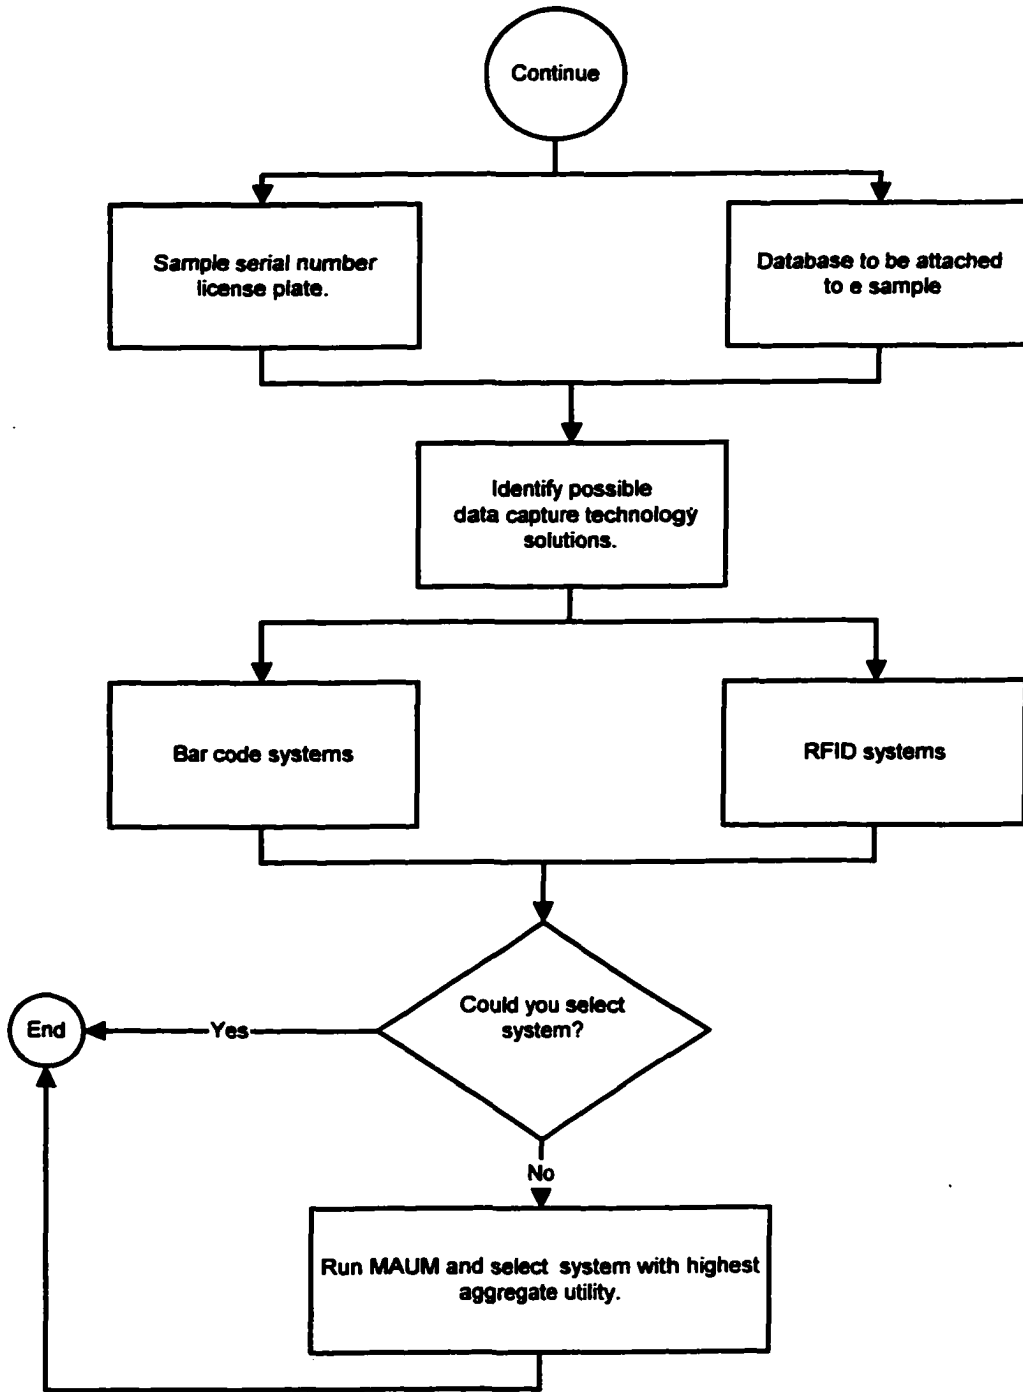 Continue
Sample serial number
license plate.
Database to be attached
to e sample
Identify possible
data capture technology
solutions.
Bar code systems
RFID systems
Could you select
system?
End
Yes
No
Run MAUM and select system with highest
aggregate utility.